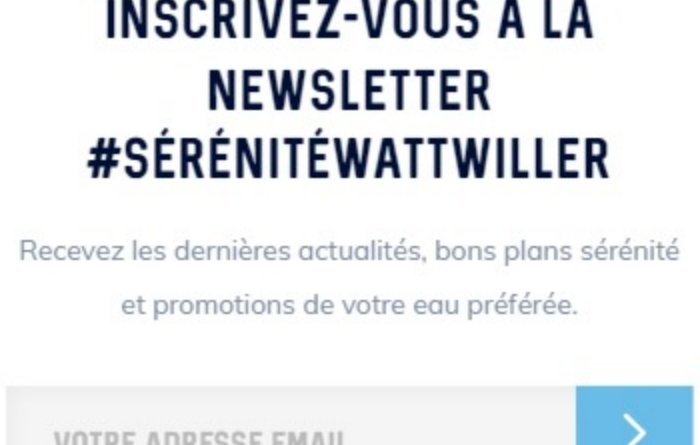 INSCRIVEZ-VOUS À LA
NEWSLETTER
#SÉRÉNITÉWATTWILLER
Recevez les dernières actualités, bons plans sérénité
et promotions de votre eau préférée.
VOTRE ADRESSE EMAIL